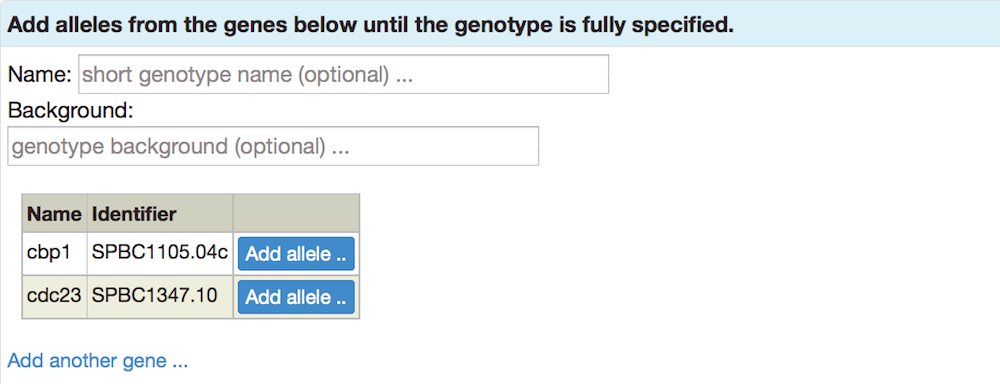 Add alleles from the genes below until the genotype is fully specified.
Name: short genotype name (optional) ...
Background:
genotype background (optional) ...
Name Identifier
cbp1 SPBC1105.04c Add allele ..
cdc23 SPBC1347.10 Add allele ..
Add another gene ...